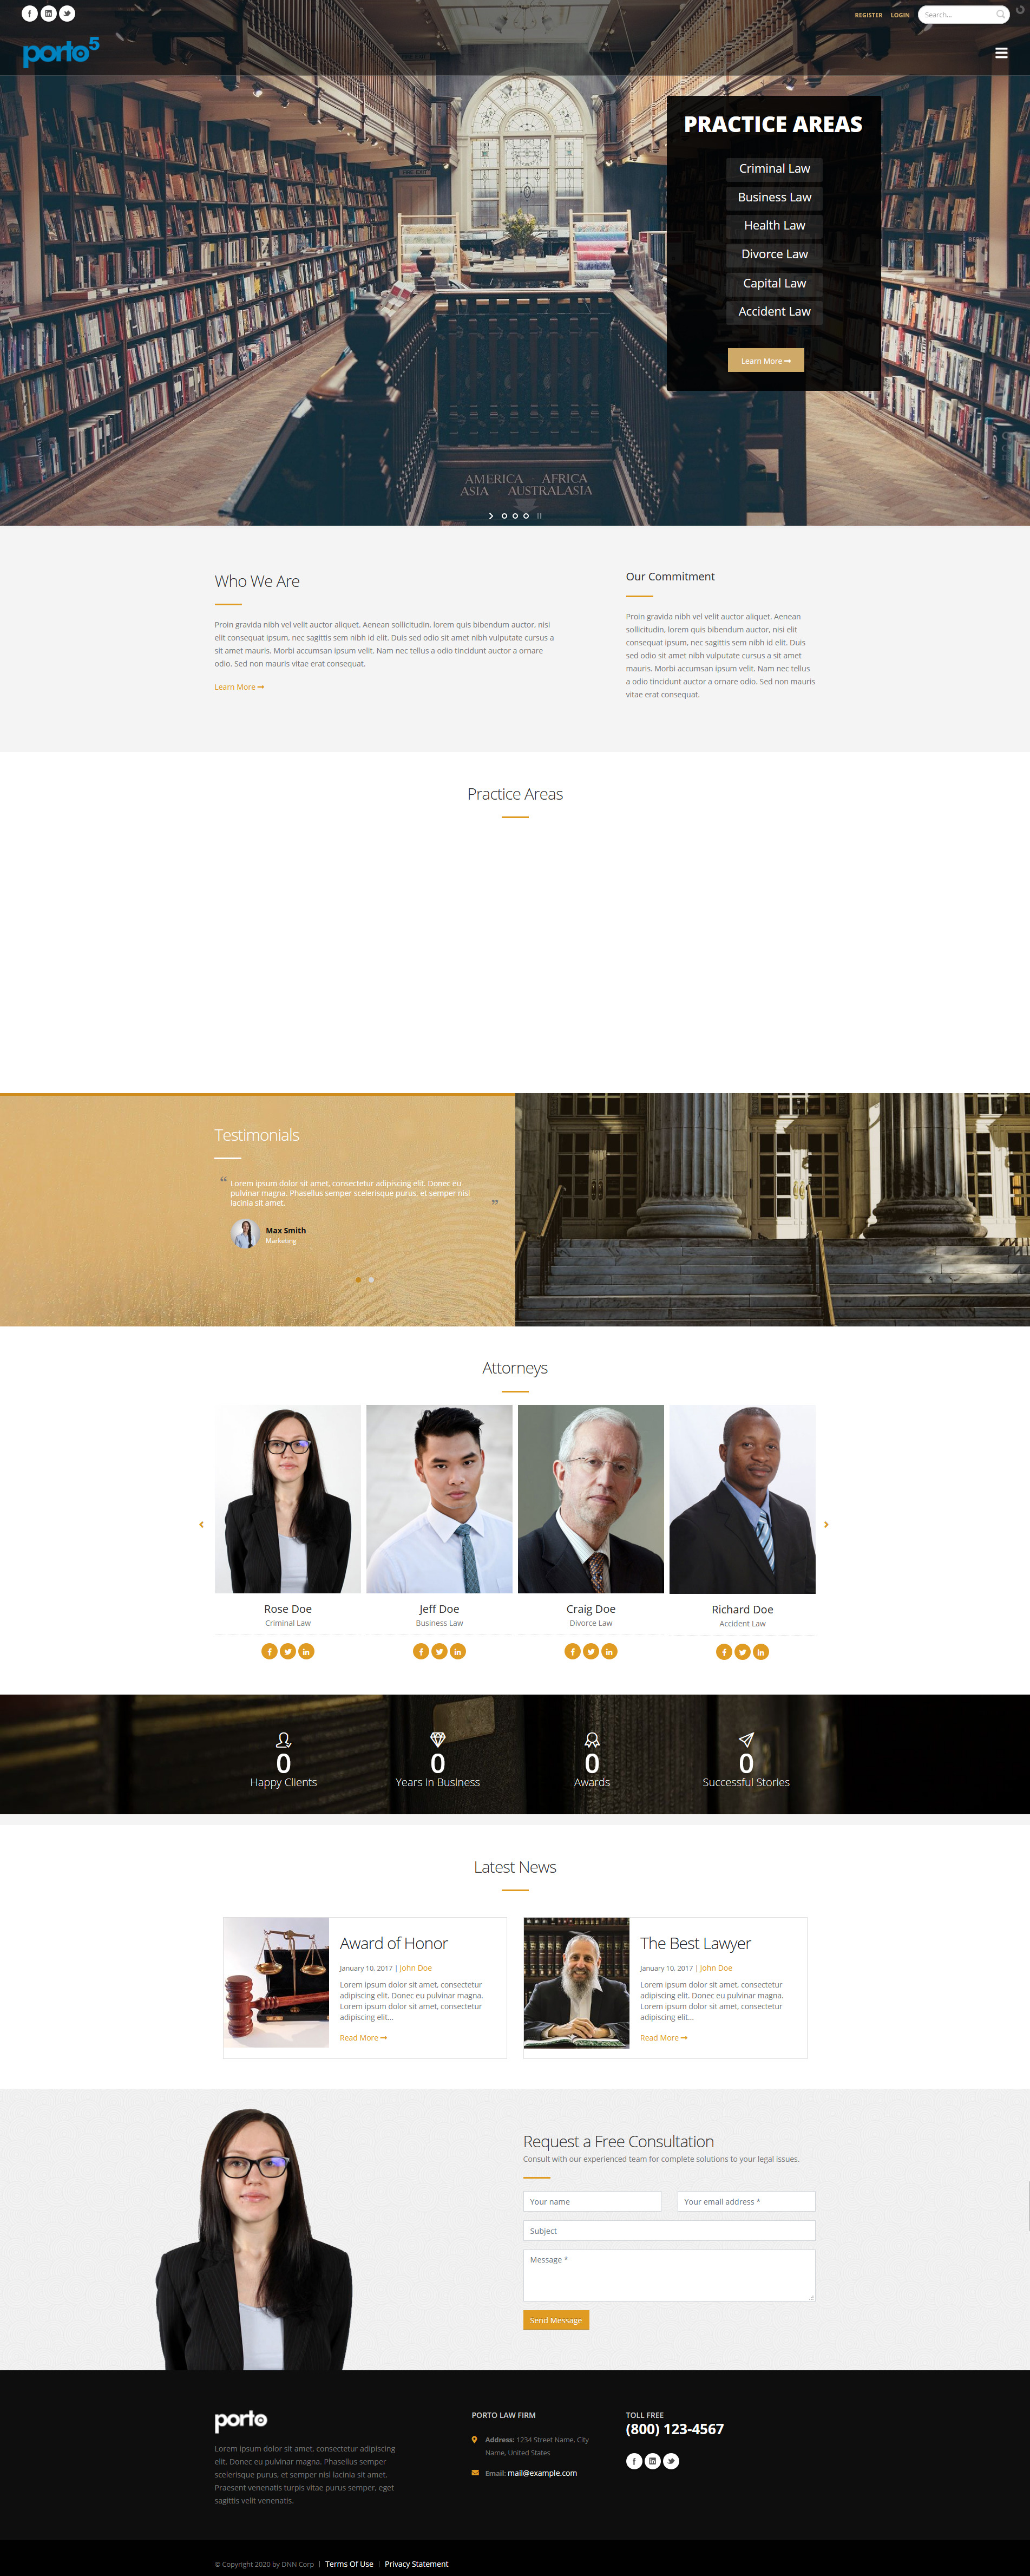 REGISTER LOGIN Search...
porto5
PRACTICE AREAS
Criminal Law
Business Law
Health Law
Divorce Law
Capital Law
Accident Law
Learn More
AMERICA · AFRICA
ASIA · AUSTRALASIA
Who We Are
Proin gravida nibh vel velit auctor aliquet. Aenean sollicitudin, lorem quis bibendum auctor, nisi
elit consequat ipsum, nec sagittis sem nibh id elit. Duis sed odio sit amet nibh vulputate cursus a
sit amet mauris. Morbi accumsan ipsum velit. Nam nec tellus a odio tincidunt auctor a ornare
odio. Sed non mauris vitae erat consequat.
Learn More
Our Commitment
Proin gravida nibh vel velit auctor aliquet. Aenean
sollicitudin, lorem quis bibendum auctor, nisi elit
consequat ipsum, nec sagittis sem nibh id elit. Duis
sed odio sit amet nibh vulputate cursus a sit amet
mauris. Morbi accumsan ipsum velit. Nam nec tellus
a odio tincidunt auctor a ornare odio. Sed non mauris
vitae erat consequat.
Practice Areas
Testimonials
“ Lorem ipsum dolor sit amet, consectetur adipiscing elit. Donec eu
pulvinar magna. Phasellus semper scelerisque purus, et semper nisl
lacinia sit amet. ”
Max Smith
Marketing
Attorneys
Rose Doe
Criminal Law
Jeff Doe
Business Law
Craig Doe
Divorce Law
Richard Doe
Accident Law
0
Happy Clients
0
Years in Business
0
Awards
0
Successful Stories
Latest News
Award of Honor
January 10, 2017 | John Doe
Lorem ipsum dolor sit amet, consectetur
adipiscing elit. Donec eu pulvinar magna.
Lorem ipsum dolor sit amet, consectetur
adipiscing elit...
Read More
The Best Lawyer
January 10, 2017 | John Doe
Lorem ipsum dolor sit amet, consectetur
adipiscing elit. Donec eu pulvinar magna.
Lorem ipsum dolor sit amet, consectetur
adipiscing elit...
Read More
Request a Free Consultation
Consult with our experienced team for complete solutions to your legal issues.
Your name
Your email address *
Subject
Message *
Send Message
porto
Lorem ipsum dolor sit amet, consectetur adipiscing
elit. Donec eu pulvinar magna. Phasellus semper
scelerisque purus, et semper nisl lacinia sit amet.
Praesent venenatis turpis vitae purus semper, eget
sagittis velit venenatis.
PORTO LAW FIRM
Address: 1234 Street Name, City
Name, United States
Email: mail@example.com
TOLL FREE
(800) 123-4567
© Copyright 2020 by DNN Corp | Terms Of Use | Privacy Statement